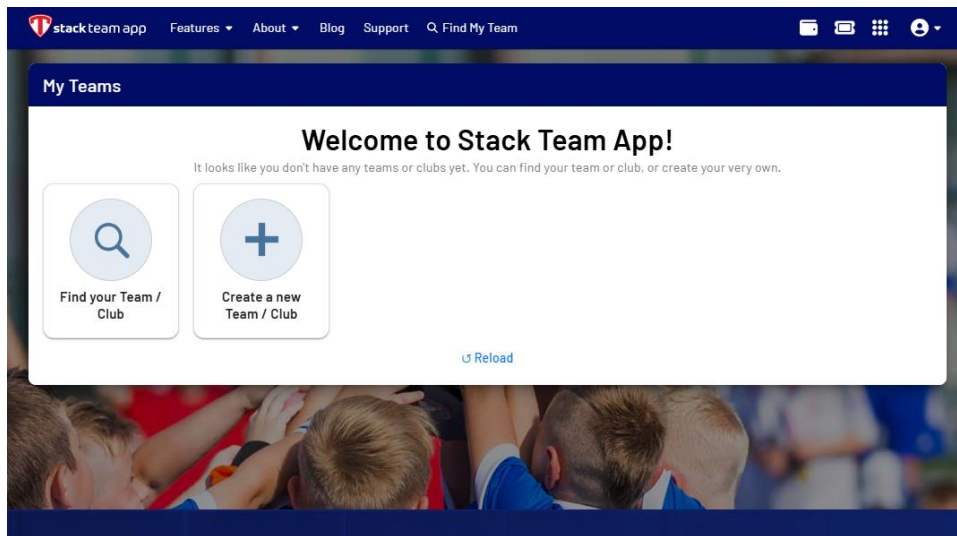 stack team app Features About Blog Support Find My Team
My Teams
Welcome to Stack Team App!
It looks like you don't have any teams or clubs yet. You can find your team or club, or create your very own.
Find your Team /
Club
Create a new
Team / Club
Reload